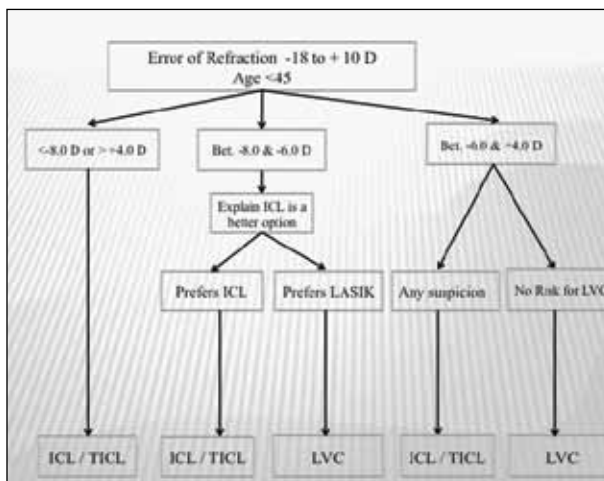 Error of Refraction -18 to + 10 D
Age <45
<-8.0 D or > +4.0 D
Bet. -8.0 & -6.0 D
Bet. -6.0 & +4.0 D
Explain ICL is a
better option
Prefers ICL
Prefers LASIK
Any suspicion
No Risk for LVC
ICL / TICL
ICL / TICL
LVC
ICL / TICL
LVC